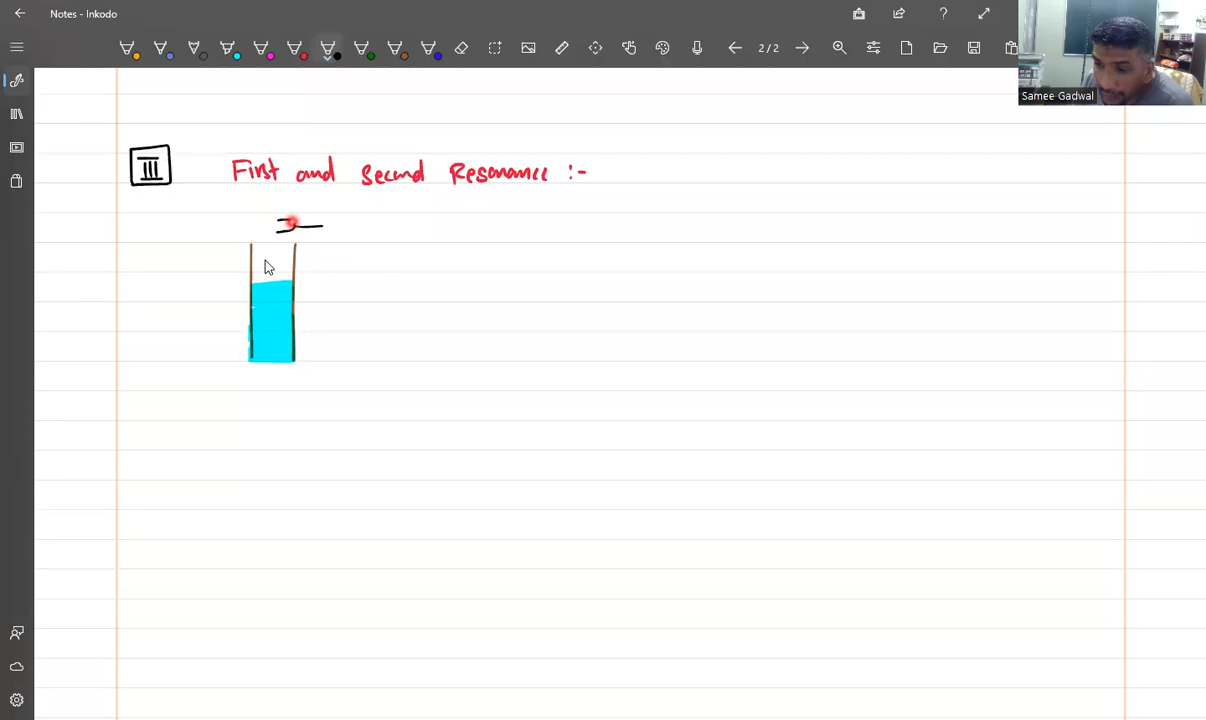 Notes - Inkodo
2/2
Samee Gadwal
III First and Second Resonance :-